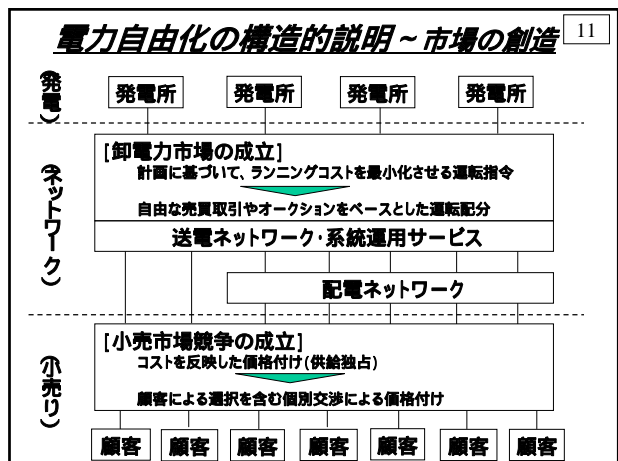 電力自由化の構造的説明~市場の創造
11
(発電)
発電所
発電所
発電所
発電所
(ネットワーク)
[卸電力市場の成立]
計画に基づいて、ランニングコストを最小化させる運転指令
自由な売買取引やオークションをベースとした運転配分
送電ネットワーク・系統運用サービス
配電ネットワーク
(小売り)
[小売市場競争の成立]
コストを反映した価格付け(供給独占)
顧客による選択を含む個別交渉による価格付け
顧客
顧客
顧客
顧客
顧客
顧客
顧客